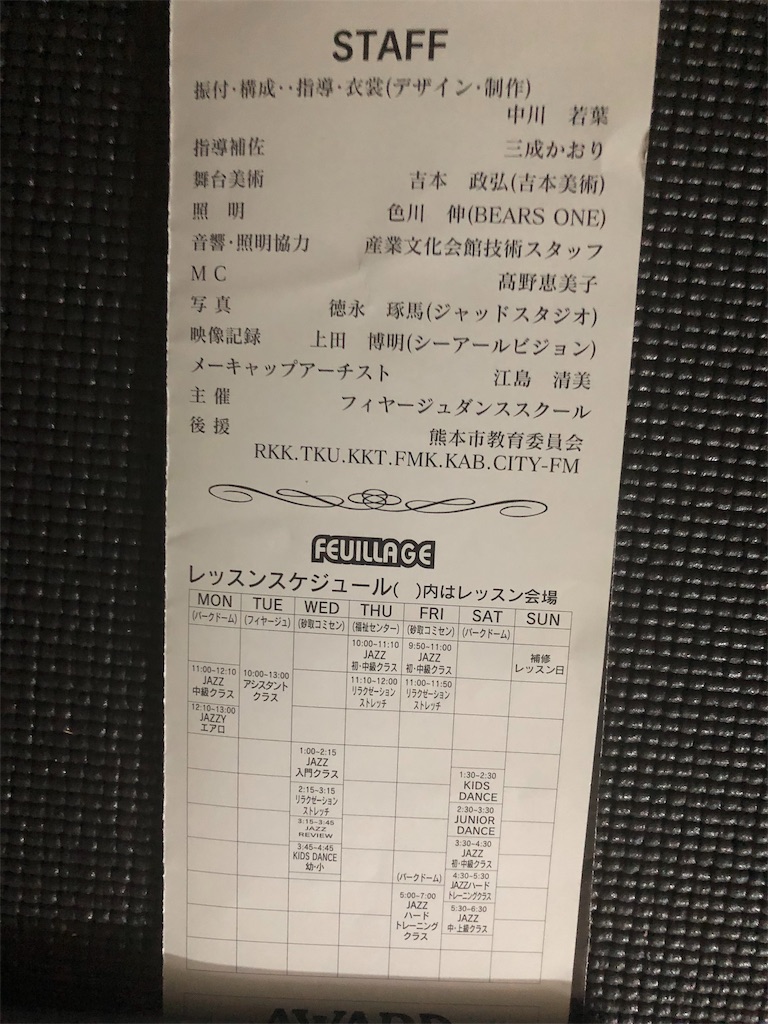 STAFF
振付・構成・・指導・衣裳(デザイン・制作)
中川 若葉
指導補佐 三成かおり
舞台美術 吉本 政弘(吉本美術)
照 明 色川 伸(BEARS ONE)
音響・照明協力 産業文化会館技術スタッフ
M C 髙野恵美子
写 真 徳永 琢馬(ジャッドスタジオ)
映像記録 上田 博明(シーアールビジョン)
メーキャップアーチスト 江島 清美
主 催 フィヤージュダンススクール
後 援 熊本市教育委員会
RKK.TKU.KKT.FMK.KAB.CITY-FM
FEUILLAGE
レッスンスケジュール( )内はレッスン会場
MON TUE WED THU FRI SAT SUN
(パークドーム) (フィヤージュ) (砂取コミセン) (福祉センター) (砂取コミセン) (パークドーム)
11:00~12:10
JAZZ
中級クラス
12:10~13:00
JAZZY
エアロ
10:00~13:00
アシスタント
クラス
1:00~2:15
JAZZ
入門クラス
2:15~3:15
リラクゼーション
ストレッチ
3:15~3:45
JAZZ
REVIEW
3:45~4:45
KIDS DANCE
幼・小
10:00~11:10
JAZZ
初・中級クラス
11:10~12:00
リラクゼーション
ストレッチ
9:50~11:00
JAZZ
初・中級クラス
11:00~11:50
リラクゼーション
ストレッチ
(パークドーム)
5:00~7:00
JAZZ
ハード
トレーニング
クラス
1:30~2:30
KIDS
DANCE
2:30~3:30
JUNIOR
DANCE
3:30~4:30
JAZZ
初・中級クラス
4:30~5:30
JAZZハード
トレーニングクラス
5:30~6:30
JAZZ
中・上級クラス
補修
レッスン日
AWARD